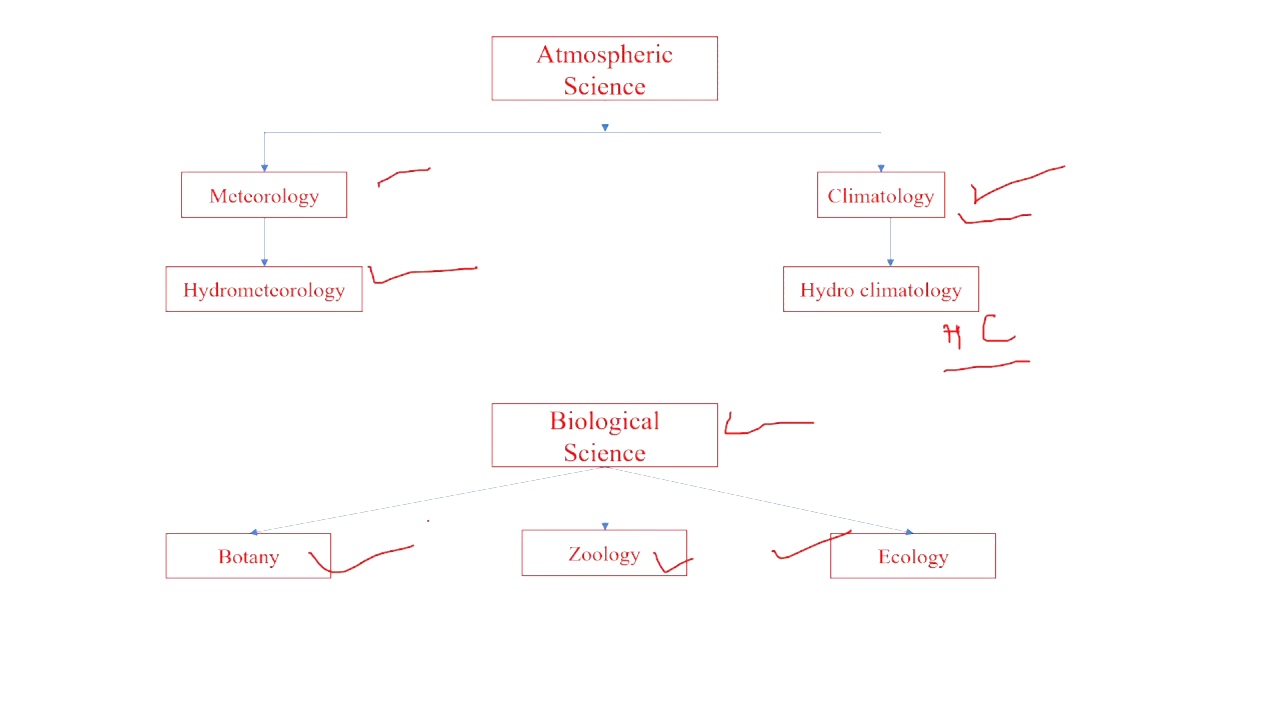 Atmospheric
Science
Meteorology
Climatology
Hydrometeorology
Hydro climatology
H C
Biological
Science
Botany
Zoology
Ecology